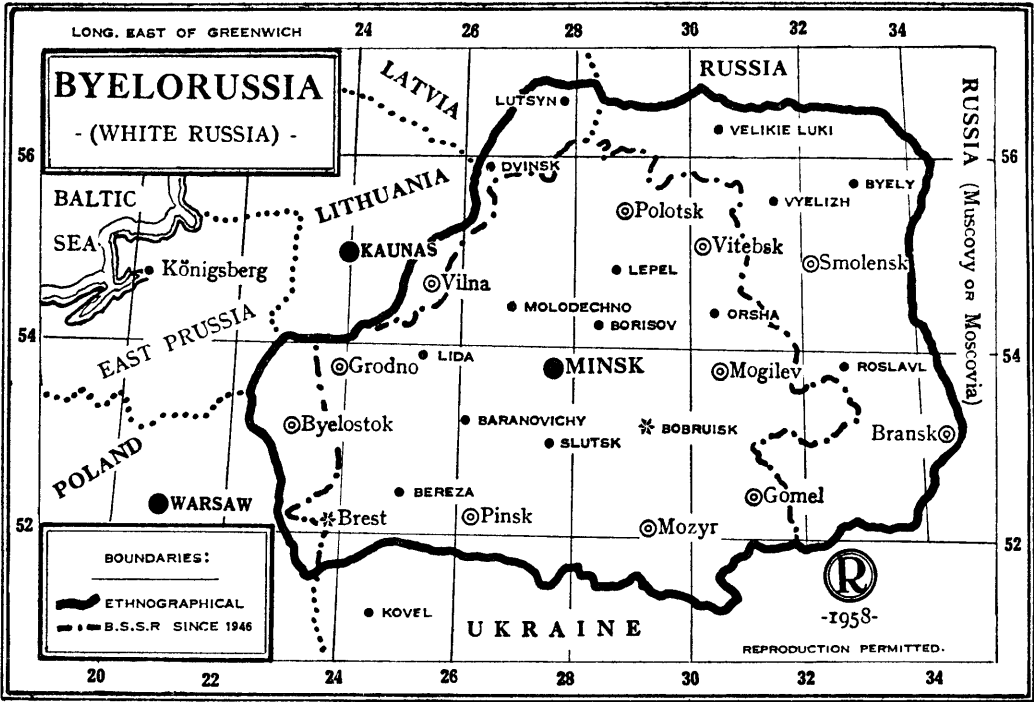 LONG. EAST OF GREENWICH
24 26 28 30 32 34
BYELORUSSIA
- (WHITE RUSSIA) -
LATVIA
RUSSIA
LUTSYN
VELIKIE LUKI
RUSSIA (MUSCOVY OR MOSCOVIA)
56 56
DVINSK
BYELY
BALTIC
SEA
LITHUANIA
VYELIZH
Polotsk
KAUNAS
Vitebsk
Smolensk
Königsberg
Vilna
LEPEL
MOLODECHNO
ORSHA
BORISOV
EAST PRUSSIA
54 54
LIDA
Grodno
MINSK
Mogilev
ROSLAVL
Byelostok
BARANOVICHY
BOBRUISK
SLUTSK
Bransk
POLAND
WARSAW
BEREZA
Gomel
Brest
Pinsk
Mozyr
52 52
BOUNDARIES:
ETHNOGRAPHICAL
B.S.S.R SINCE 1946
KOVEL
UKRAINE
R
-1958-
REPRODUCTION PERMITTED.
20 22 24 26 28 30 32 34